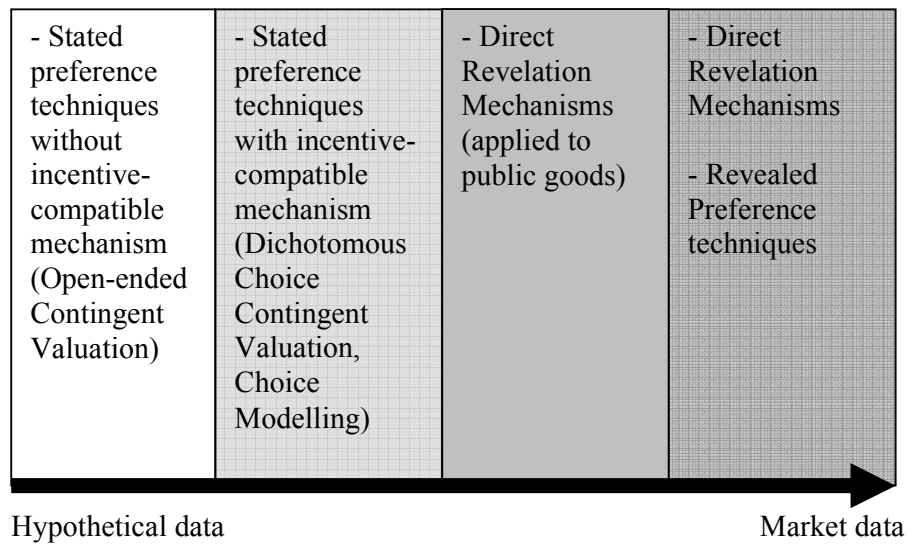 - Stated
preference
techniques
without
incentive-
compatible
mechanism
(Open-ended
Contingent
Valuation)
- Stated
preference
techniques
with incentive-
compatible
mechanism
(Dichotomous
Choice
Contingent
Valuation,
Choice
Modelling)
- Direct
Revelation
Mechanisms
(applied to
public goods)
- Direct
Revelation
Mechanisms
- Revealed
Preference
techniques
Hypothetical data
Market data